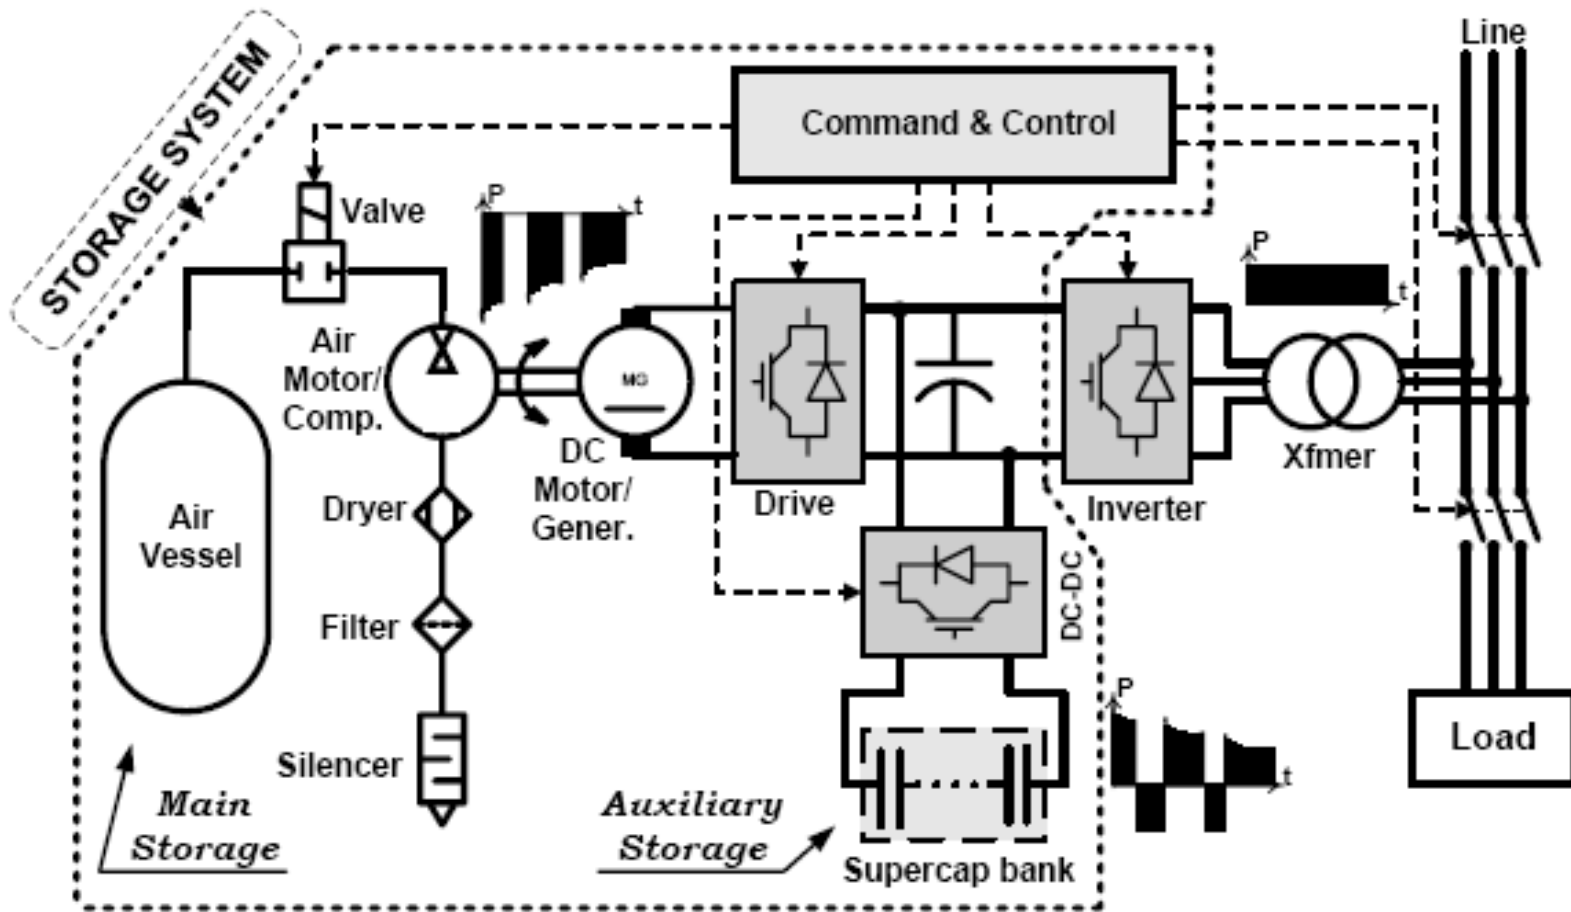 Line
STORAGE SYSTEM
Command & Control
Valve
P
t
P
t
Air
Motor/
Comp.
MG
DC
Motor/
Gener.
Drive
Inverter
Xfmer
Dryer
Air
Vessel
DC-DC
Filter
P
t
Silencer
Load
Main
Storage
Auxiliary
Storage
Supercap bank